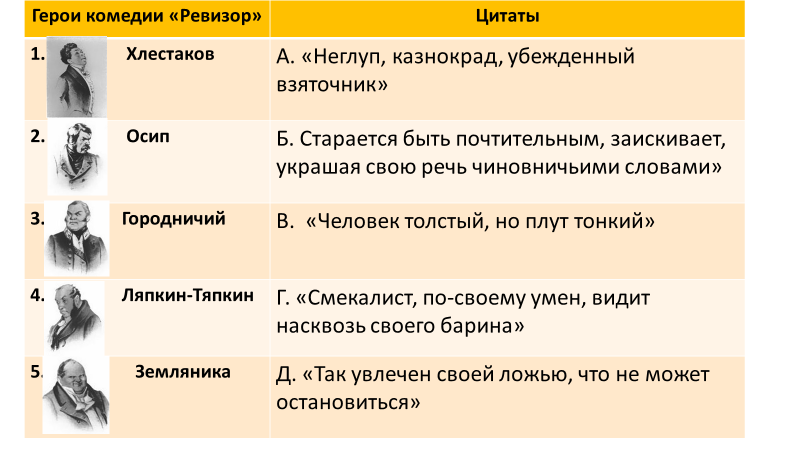 Герои комедии «Ревизор»
Цитаты
1. Хлестаков
А. «Неглуп, казнокрад, убежденный
взяточник»
2. Осип
Б. Старается быть почтительным, заискивает,
украшая свою речь чиновничьими словами»
3. Городничий
В. «Человек толстый, но плут тонкий»
4. Ляпкин-Тяпкин
Г. «Смекалист, по-своему умен, видит
насквозь своего барина»
5. Земляника
Д. «Так увлечен своей ложью, что не может
остановиться»